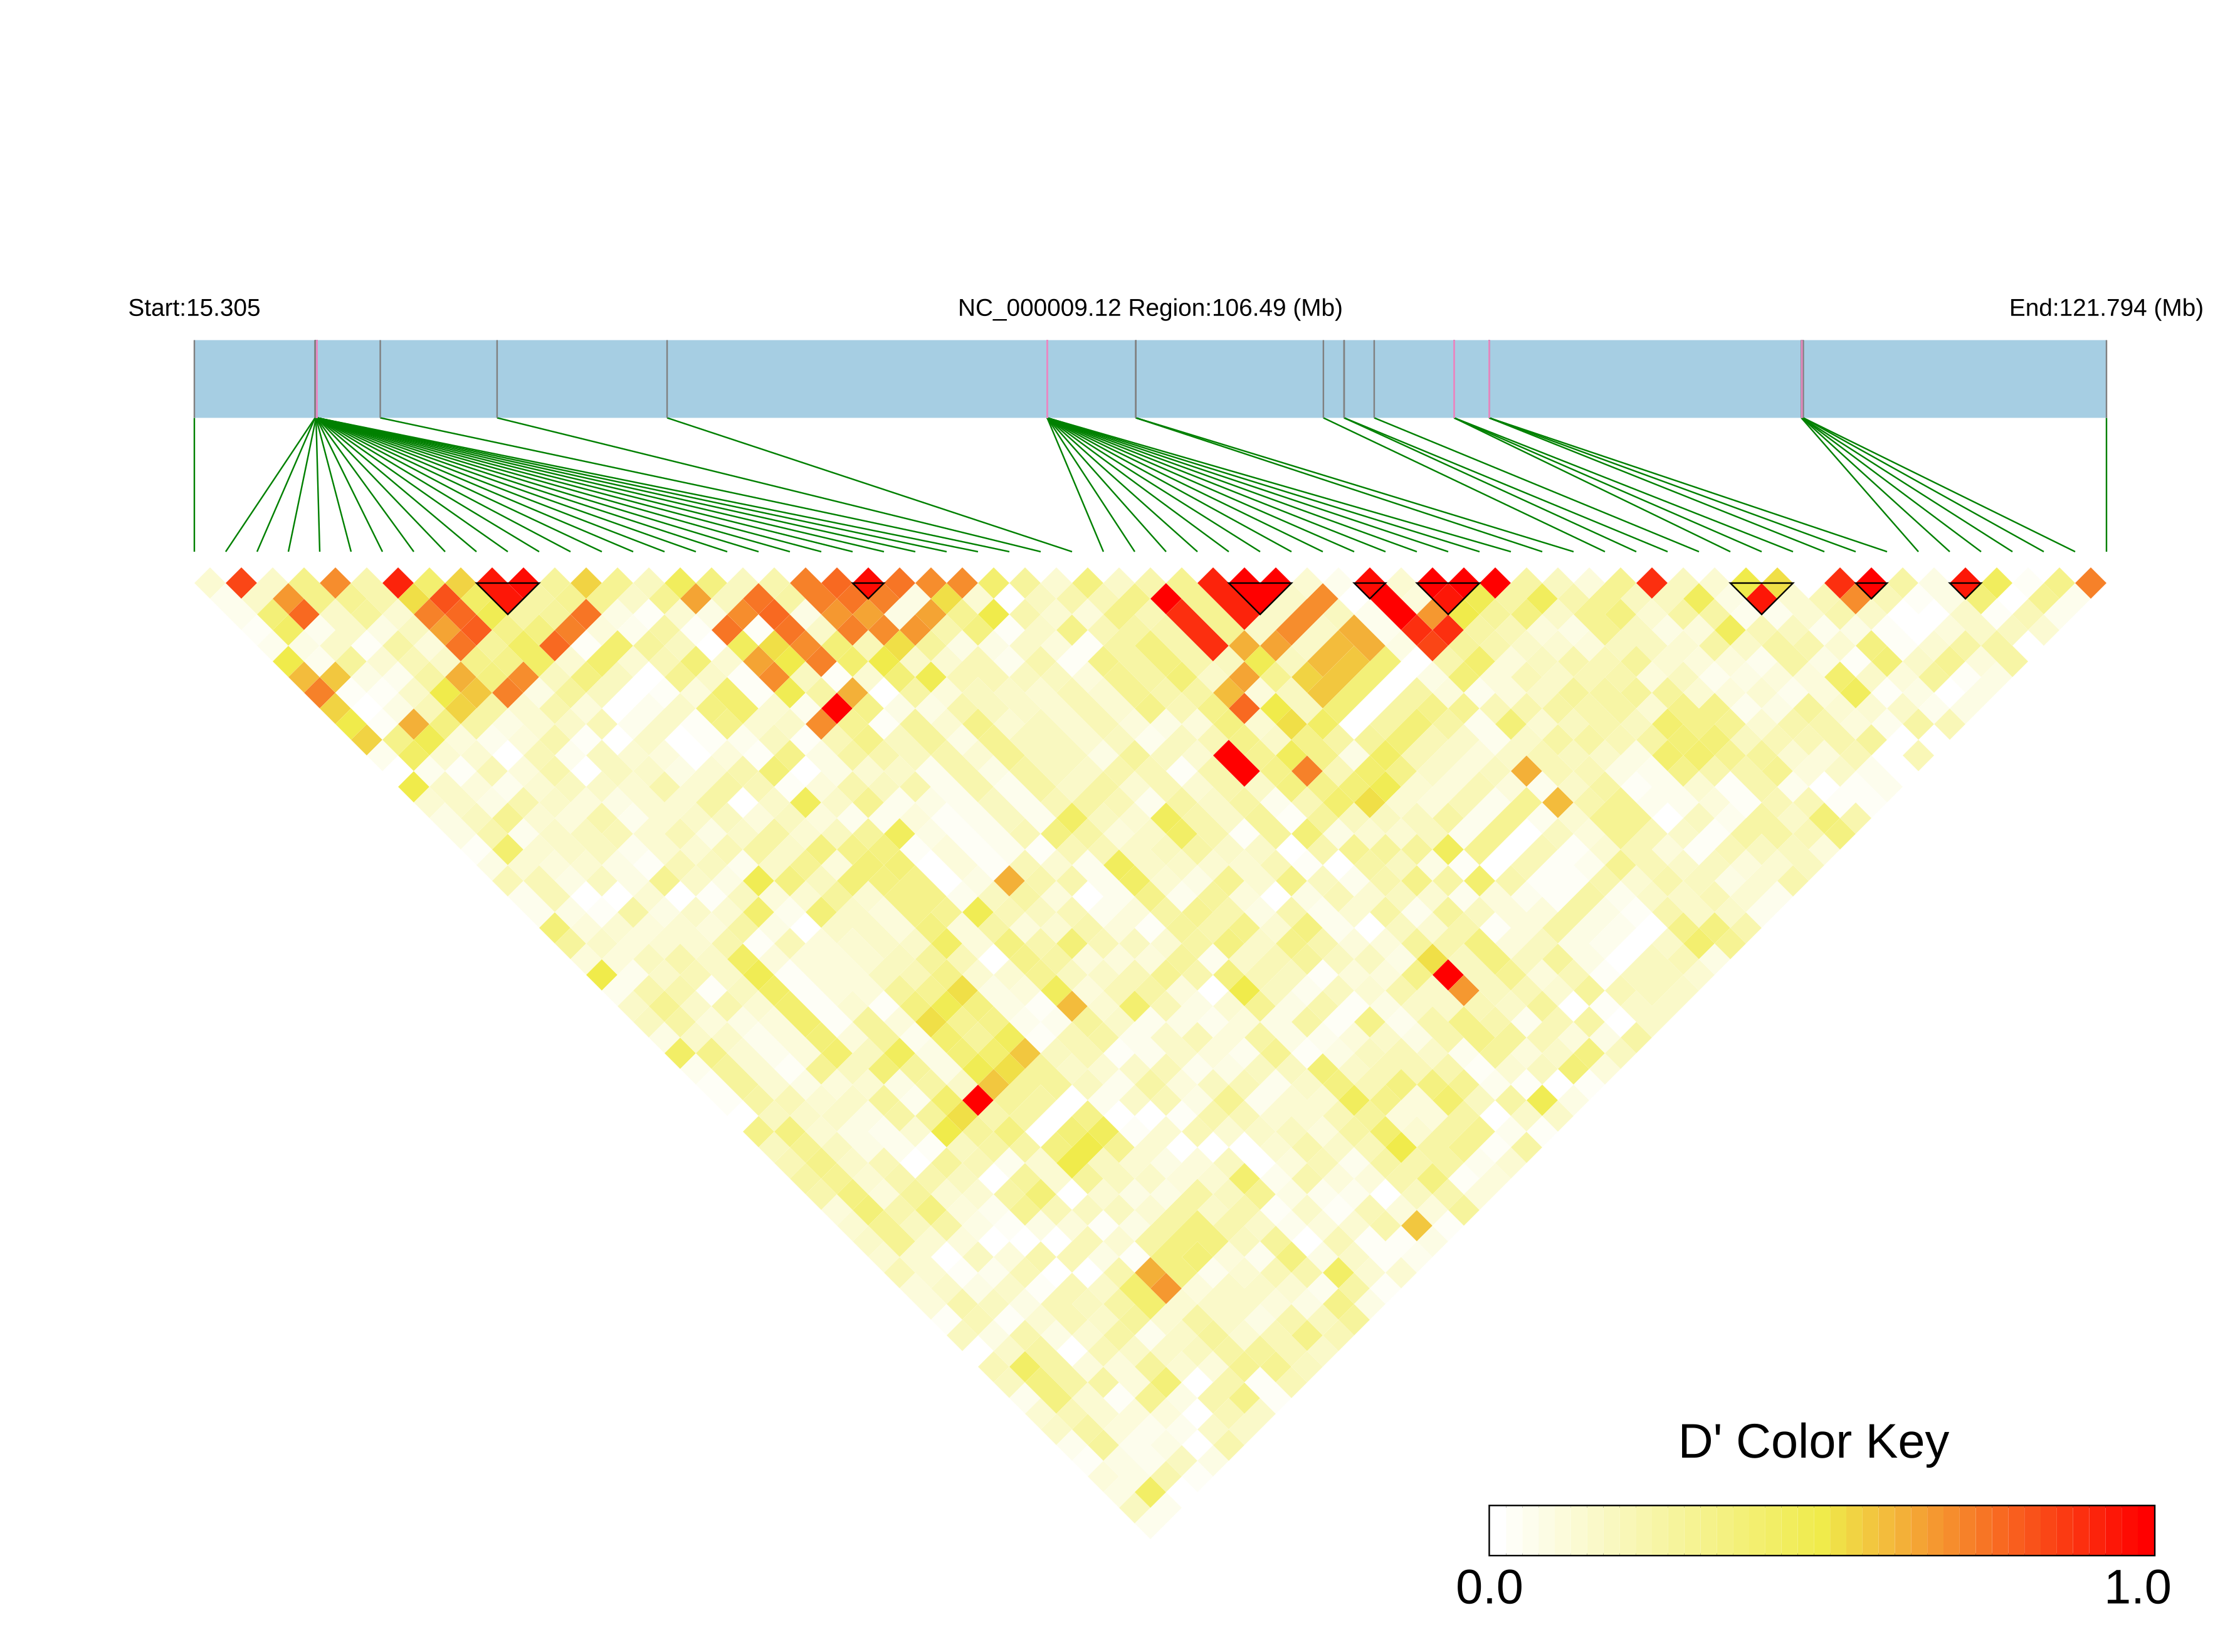 Start:15.305 NC_000009.12 Region:106.49 (Mb) End:121.794 (Mb)
D' Color Key
0.0 1.0